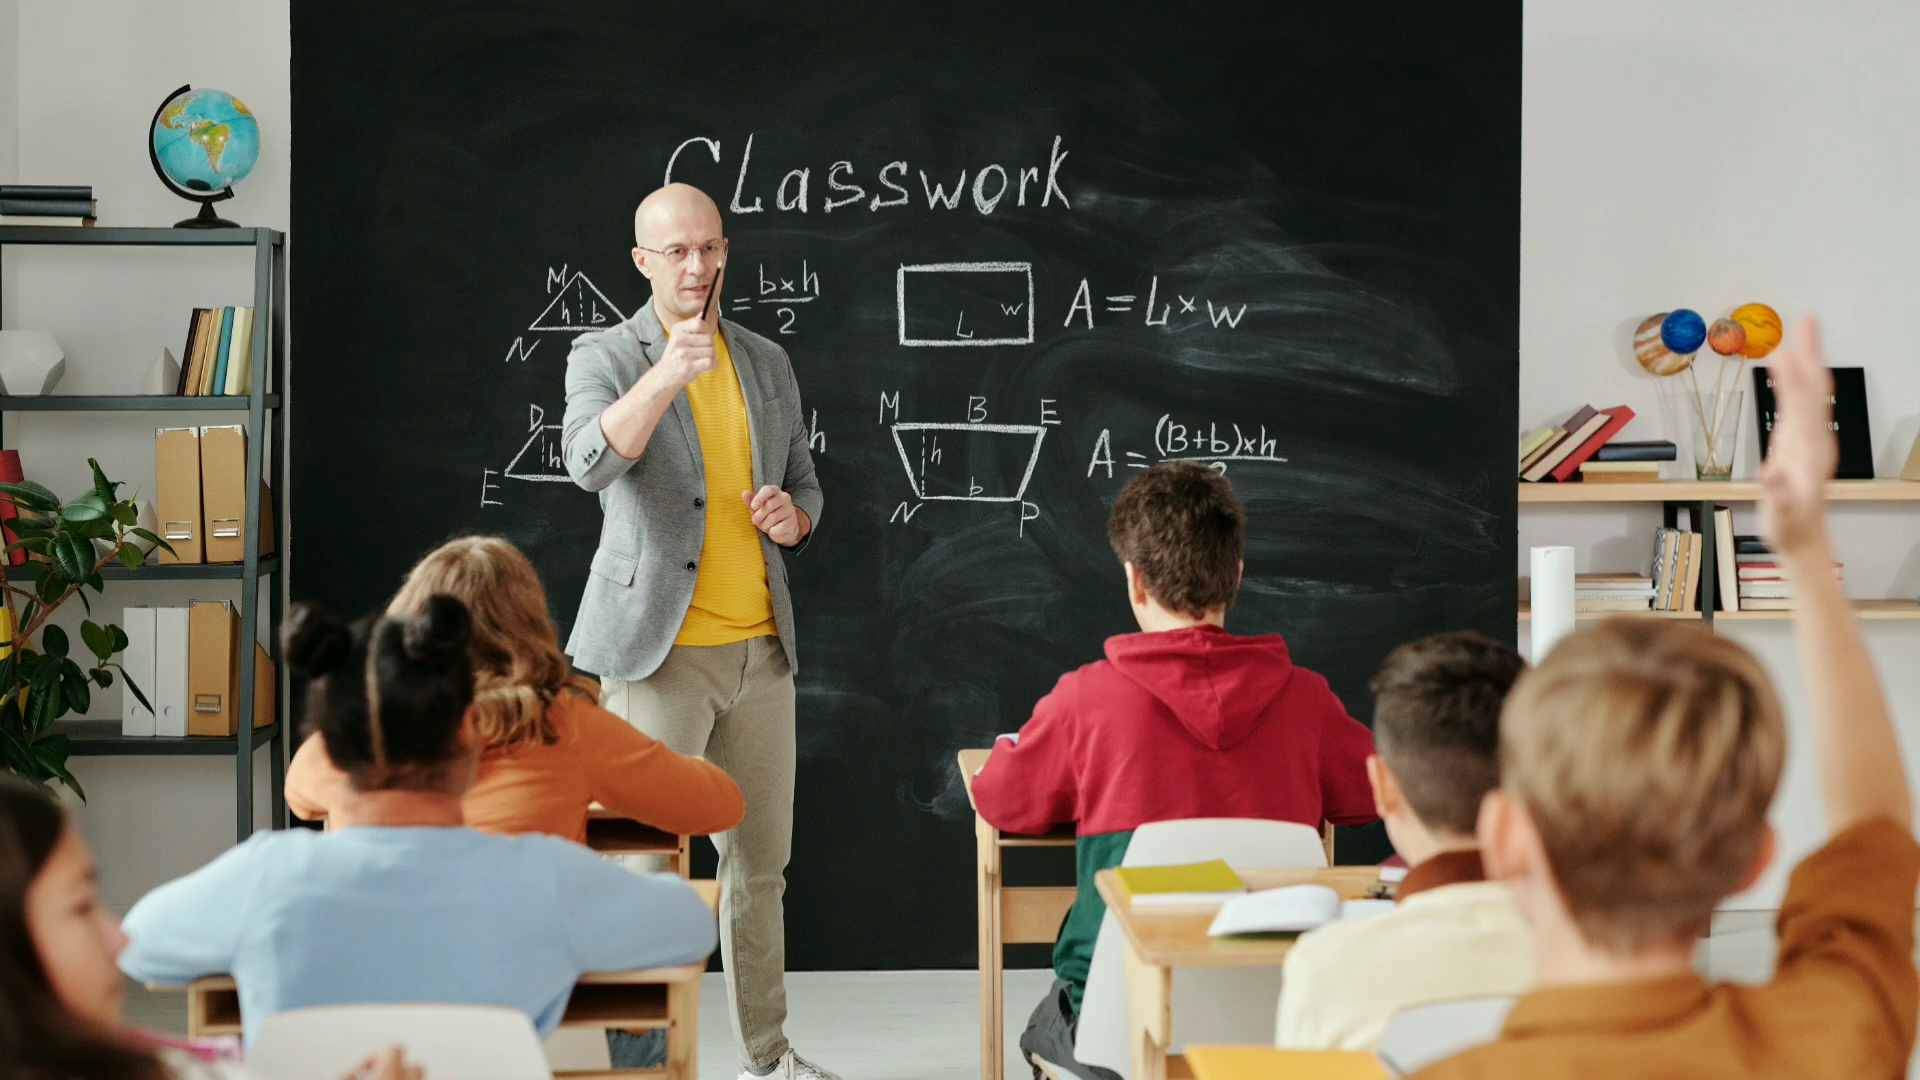 Classwork
M
h b
N
= b×h
2
L w
A = L×w
D
h
E
h
M B E
h
b
N P
A = (B+b)×h